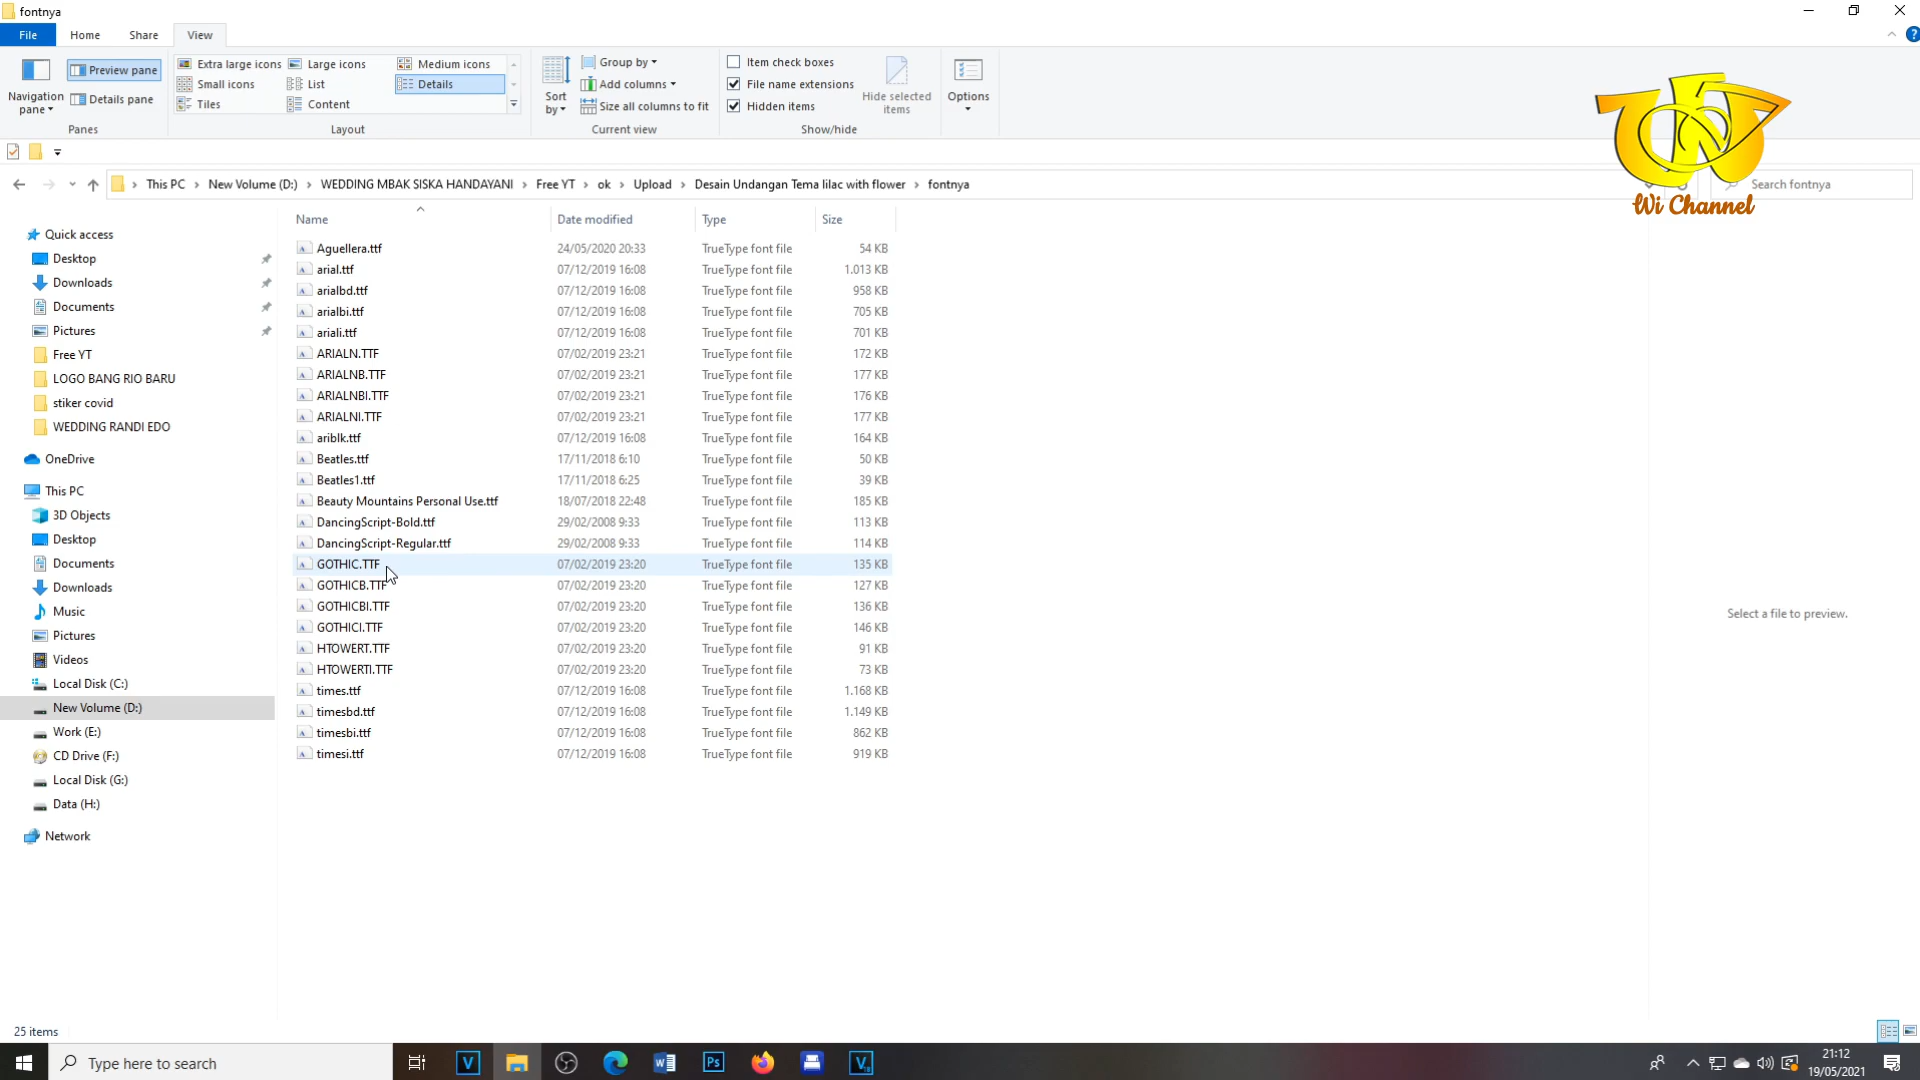 fontnya
File Home Share View
Navigation pane
Preview pane
Details pane
Panes
Extra large icons Large icons Medium icons
Small icons List Details
Tiles Content
Layout
Sort by
Group by
Add columns
Size all columns to fit
Current view
Item check boxes
File name extensions
Hidden items
Hide selected items
Show/hide
Options
Wi Channel
This PC › New Volume (D:) › WEDDING MBAK SISKA HANDAYANI › Free YT › ok › Upload › Desain Undangan Tema lilac with flower › fontnya
Search fontnya
Quick access
Desktop
Downloads
Documents
Pictures
Free YT
LOGO BANG RIO BARU
stiker covid
WEDDING RANDI EDO
OneDrive
This PC
3D Objects
Desktop
Documents
Downloads
Music
Pictures
Videos
Local Disk (C:)
New Volume (D:)
Work (E:)
CD Drive (F:)
Local Disk (G:)
Data (H:)
Network
Name Date modified Type Size
Aguellera.ttf 24/05/2020 20:33 TrueType font file 54 KB
arial.ttf 07/12/2019 16:08 TrueType font file 1.013 KB
arialbd.ttf 07/12/2019 16:08 TrueType font file 958 KB
arialbi.ttf 07/12/2019 16:08 TrueType font file 705 KB
ariali.ttf 07/12/2019 16:08 TrueType font file 701 KB
ARIALN.TTF 07/02/2019 23:21 TrueType font file 172 KB
ARIALNB.TTF 07/02/2019 23:21 TrueType font file 177 KB
ARIALNBI.TTF 07/02/2019 23:21 TrueType font file 176 KB
ARIALNI.TTF 07/02/2019 23:21 TrueType font file 177 KB
ariblk.ttf 07/12/2019 16:08 TrueType font file 164 KB
Beatles.ttf 17/11/2018 6:10 TrueType font file 50 KB
Beatles1.ttf 17/11/2018 6:25 TrueType font file 39 KB
Beauty Mountains Personal Use.ttf 18/07/2018 22:48 TrueType font file 185 KB
DancingScript-Bold.ttf 29/02/2008 9:33 TrueType font file 113 KB
DancingScript-Regular.ttf 29/02/2008 9:33 TrueType font file 114 KB
GOTHIC.TTF 07/02/2019 23:20 TrueType font file 135 KB
GOTHICB.TTF 07/02/2019 23:20 TrueType font file 127 KB
GOTHICBI.TTF 07/02/2019 23:20 TrueType font file 136 KB
GOTHICI.TTF 07/02/2019 23:20 TrueType font file 146 KB
HTOWERT.TTF 07/02/2019 23:20 TrueType font file 91 KB
HTOWERTI.TTF 07/02/2019 23:20 TrueType font file 73 KB
times.ttf 07/12/2019 16:08 TrueType font file 1.168 KB
timesbd.ttf 07/12/2019 16:08 TrueType font file 1.149 KB
timesbi.ttf 07/12/2019 16:08 TrueType font file 862 KB
timesi.ttf 07/12/2019 16:08 TrueType font file 919 KB
Select a file to preview.
25 items
Type here to search
21:12
19/05/2021